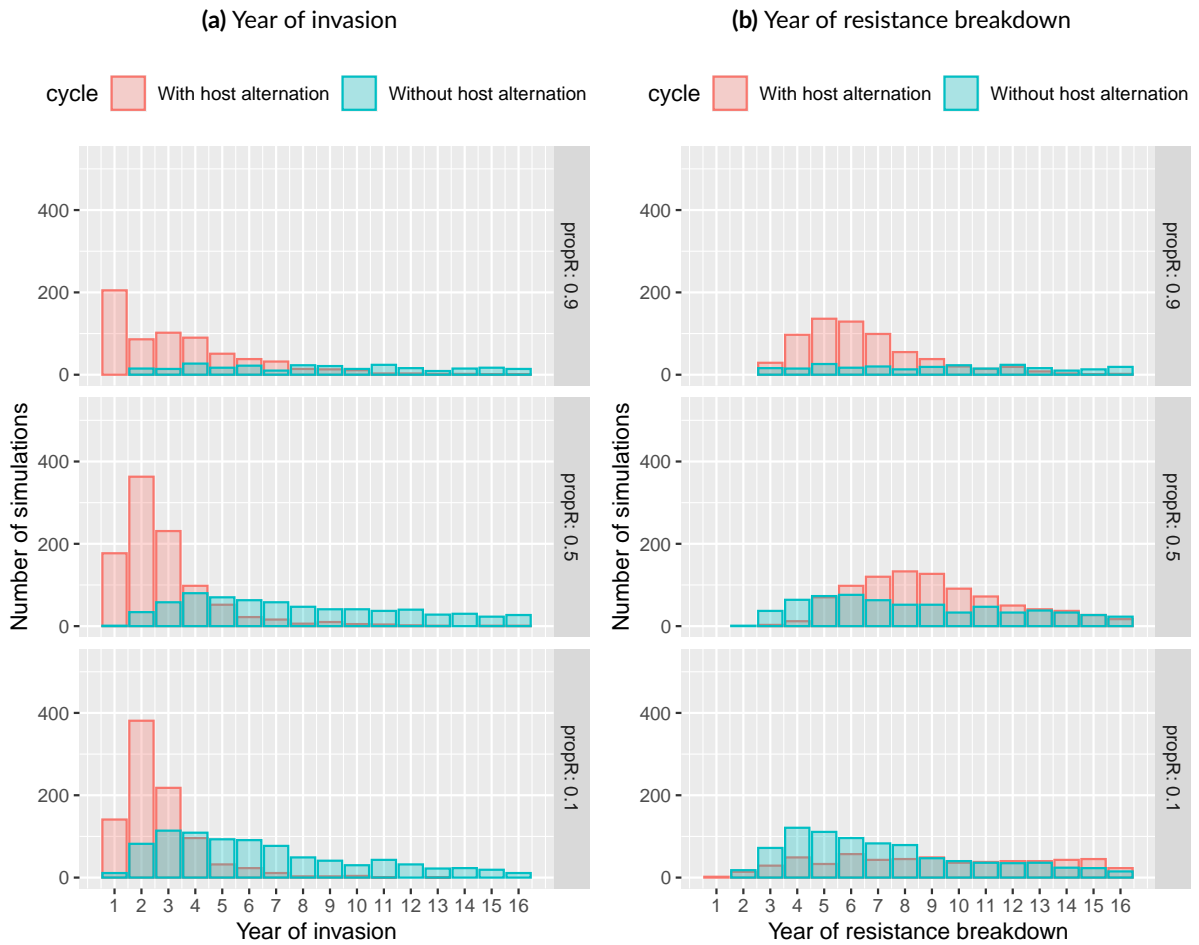 (a) Year of invasion
cycle With host alternation Without host alternation
400
200
0
propR: 0.9
400
200
0
propR: 0.5
400
200
0
propR: 0.1
Number of simulations
1 2 3 4 5 6 7 8 9 10 11 12 13 14 15 16
Year of invasion
(b) Year of resistance breakdown
cycle With host alternation Without host alternation
400
200
0
propR: 0.9
400
200
0
propR: 0.5
400
200
0
propR: 0.1
Number of simulations
1 2 3 4 5 6 7 8 9 10 11 12 13 14 15 16
Year of resistance breakdown